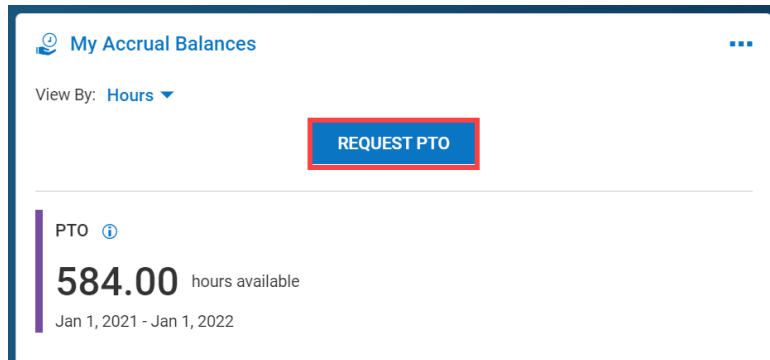 My Accrual Balances
View By: Hours
REQUEST PTO
PTO
584.00 hours available
Jan 1, 2021 - Jan 1, 2022